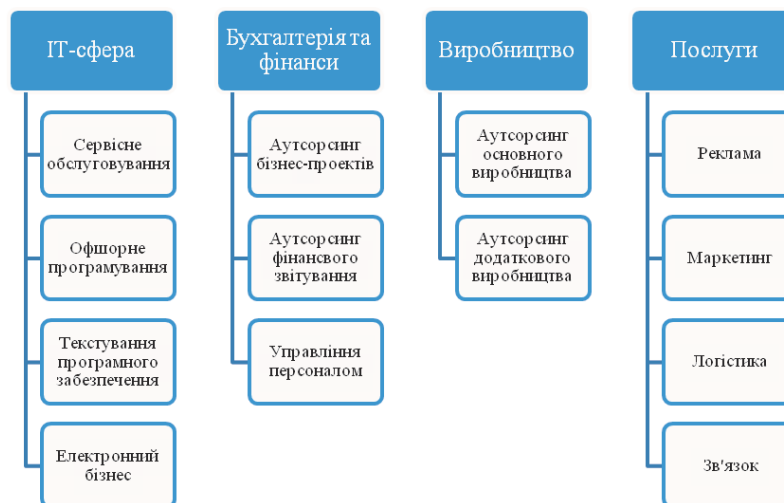 ІТ-сфера
Сервісне
обслуговування
Офшорне
програмування
Текстування
програмного
забезпечення
Електронний
бізнес
Бухгалтерія та
фінанси
Аутсорсинг
бізнес-проектів
Аутсорсинг
фінансвого
звітування
Управління
персоналом
Виробництво
Аутсорсинг
основного
виробництва
Аутсорсинг
додаткового
виробництва
Послуги
Реклама
Маркетинг
Логістика
Зв'язок